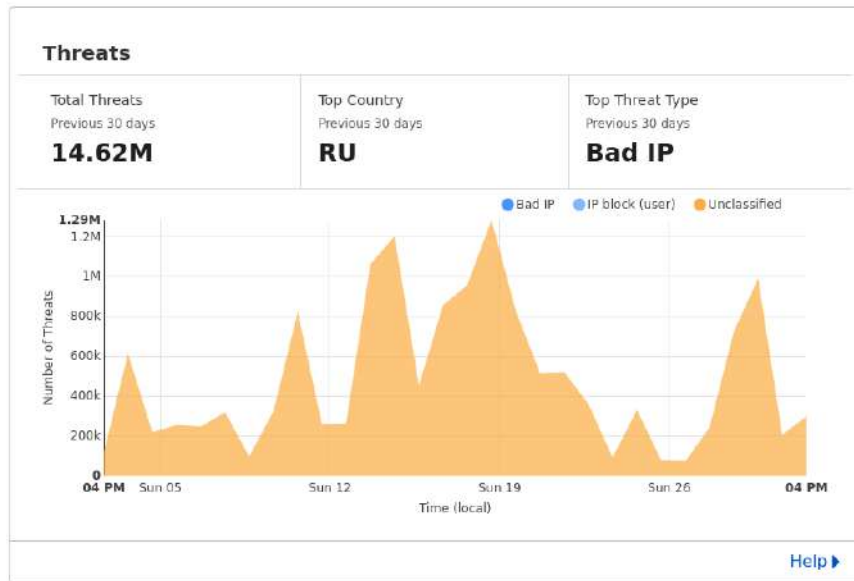 Threats
Total Threats
Previous 30 days
14.62M
Top Country
Previous 30 days
RU
Top Threat Type
Previous 30 days
Bad IP
Bad IP IP block (user) Unclassified
1.29M
1.2M
1M
800k
600k
400k
200k
0
Number of Threats
04 PM Sun 05 Sun 12 Sun 19 Sun 26 04 PM
Time (local)
Help